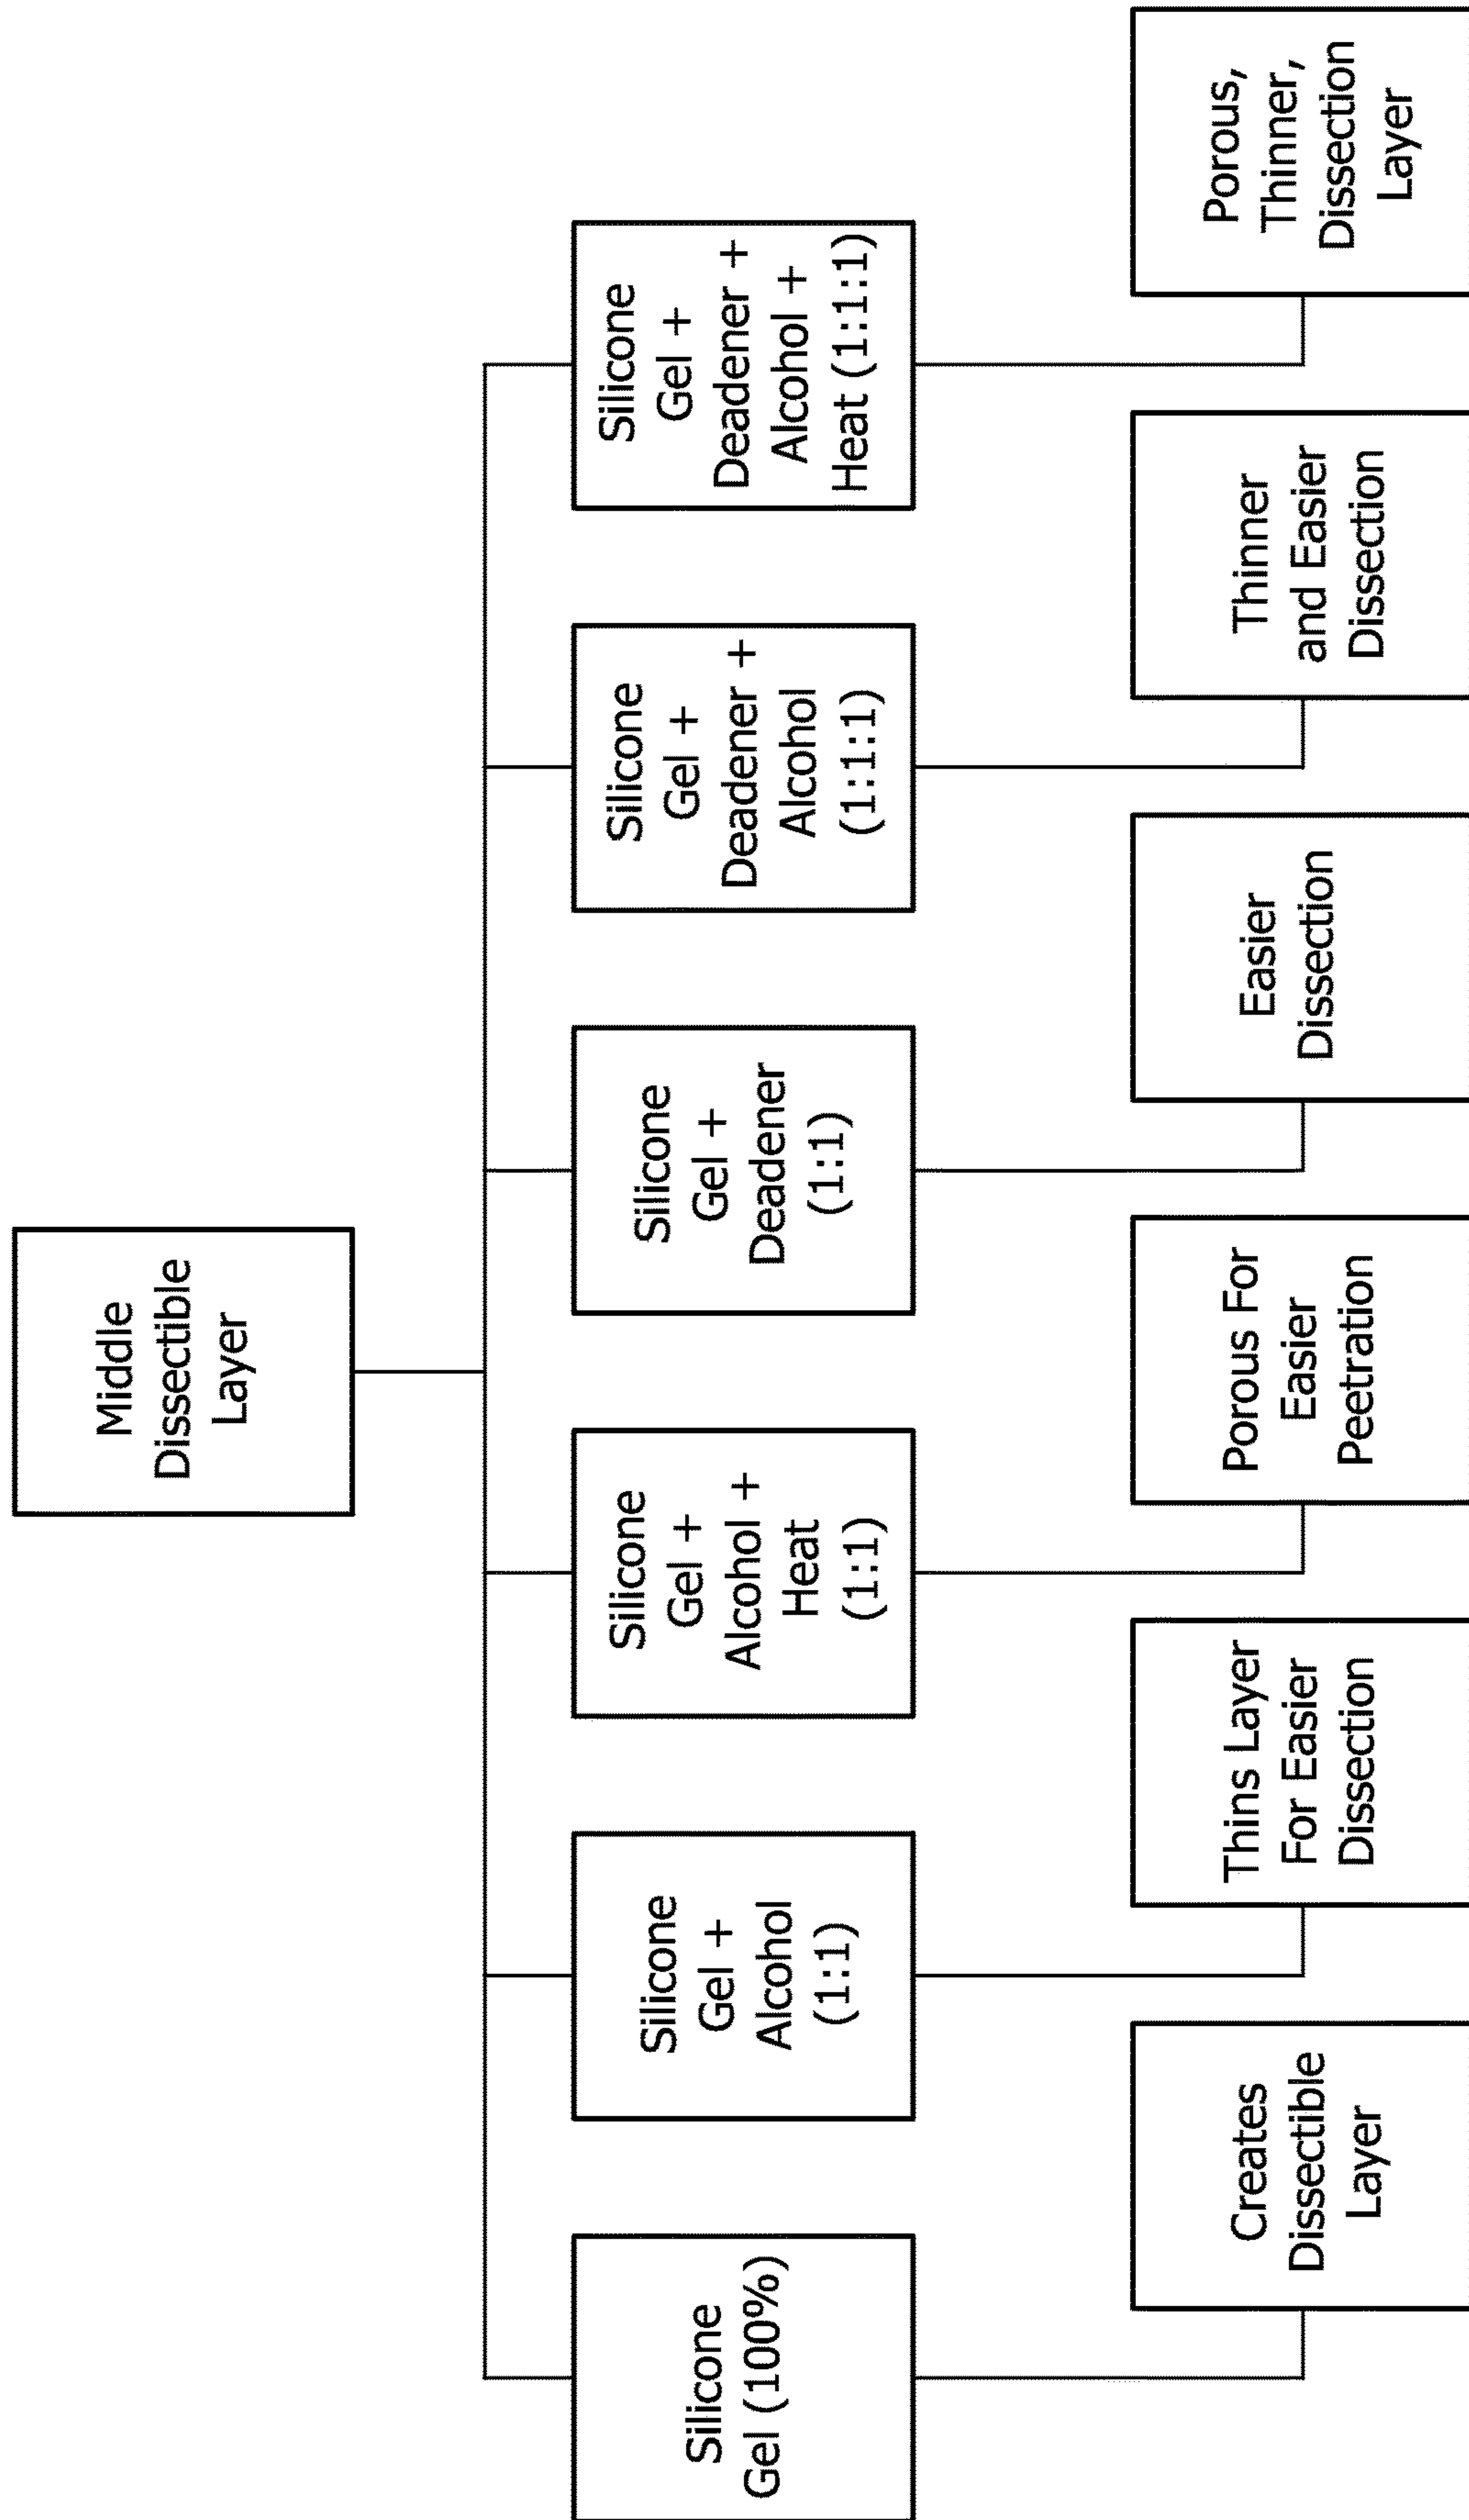 Middle
Dissectible
Layer
Silicone
Gel (100%)
Silicone
Gel +
Alcohol
(1:1)
Silicone
Gel +
Alcohol +
Heat
(1:1)
Silicone
Gel +
Deadener
(1:1)
Silicone
Gel +
Deadener +
Alcohol
(1:1:1)
Silicone
Gel +
Deadener +
Alcohol +
Heat (1:1:1)
Creates
Dissectible
Layer
Thins Layer
For Easier
Dissection
Porous For
Easier
Peetration
Easier
Dissection
Thinner
and Easier
Dissection
Porous,
Thinner,
Dissection
Layer